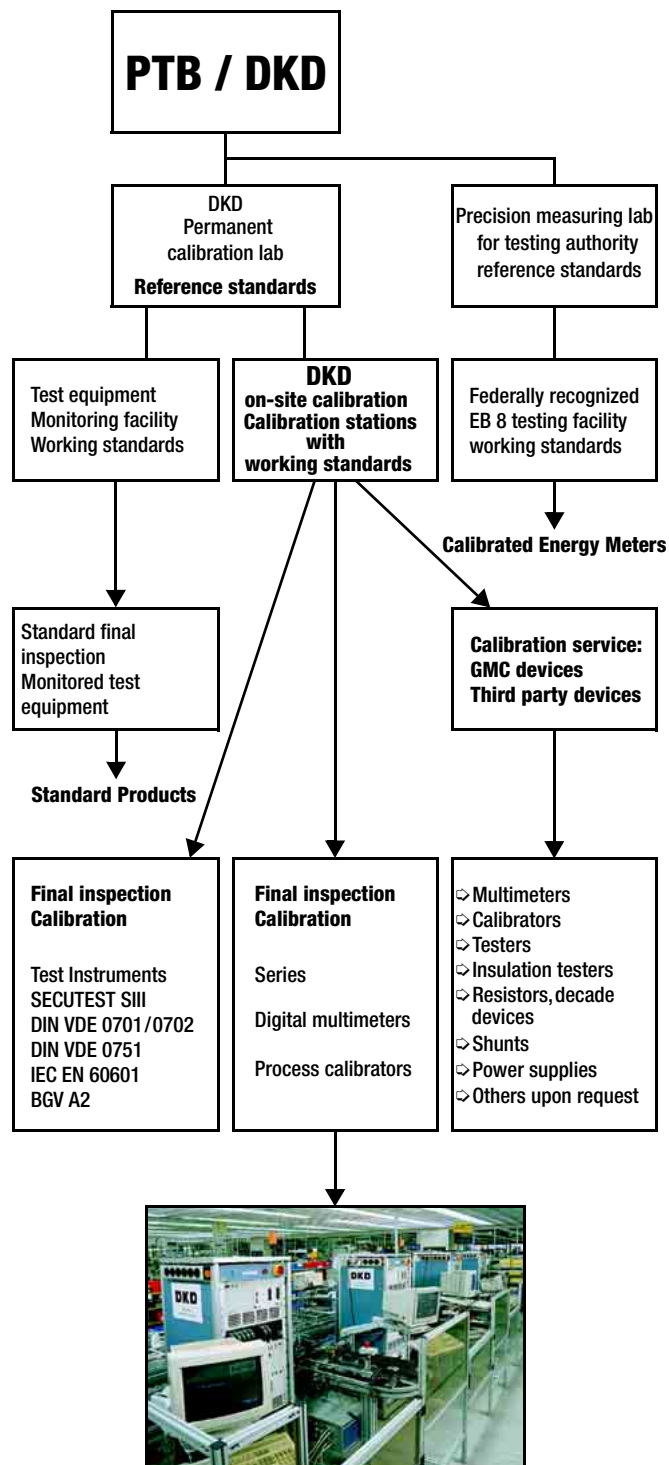 PTB / DKD
DKD
Permanent
calibration lab
Reference standards
Precision measuring lab
for testing authority
reference standards
Test equipment
Monitoring facility
Working standards
DKD
on-site calibration
Calibration stations
with
working standards
Federally recognized
EB 8 testing facility
working standards
Calibrated Energy Meters
Standard final
inspection
Monitored test
equipment
Standard Products
Calibration service:
GMC devices
Third party devices
Final inspection
Calibration
Test Instruments
SECUTEST SIII
DIN VDE 0701/0702
DIN VDE 0751
IEC EN 60601
BGV A2
Final inspection
Calibration
Series
Digital multimeters
Process calibrators
➩ Multimeters
➩ Calibrators
➩ Testers
➩ Insulation testers
➩ Resistors, decade
devices
➩ Shunts
➩ Power supplies
➩ Others upon request
DKD
DKD